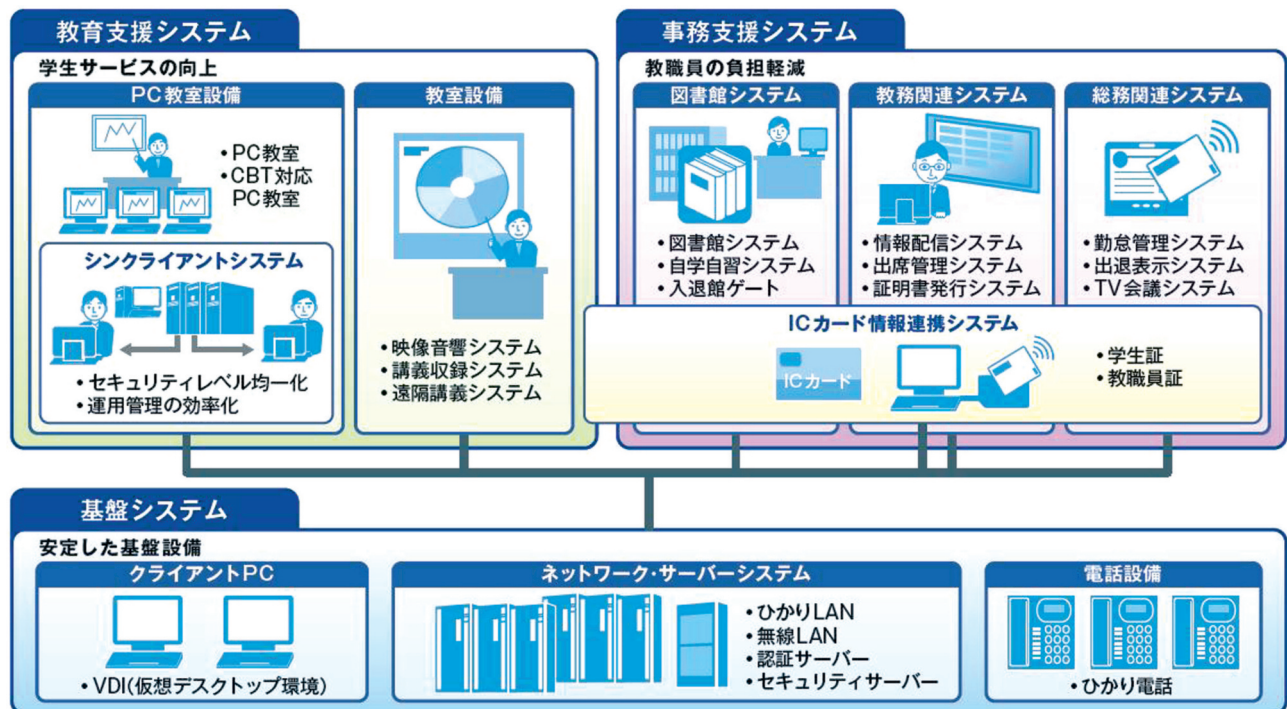 教育支援システム
学生サービスの向上
PC教室設備
・PC教室
・CBT対応
PC教室
シンクライアントシステム
・セキュリティレベル均一化
・運用管理の効率化
教室設備
・映像音響システム
・講義収録システム
・遠隔講義システム
事務支援システム
教職員の負担軽減
図書館システム
・図書館システム
・自学自習システム
・入退館ゲート
教務関連システム
・情報配信システム
・出席管理システム
・証明書発行システム
総務関連システム
・勤怠管理システム
・出退表示システム
・TV会議システム
ICカード情報連携システム
ICカード
・学生証
・教職員証
基盤システム
安定した基盤設備
クライアントPC
・VDI(仮想デスクトップ環境)
ネットワーク・サーバーシステム
・ひかりLAN
・無線LAN
・認証サーバー
・セキュリティサーバー
電話設備
・ひかり電話